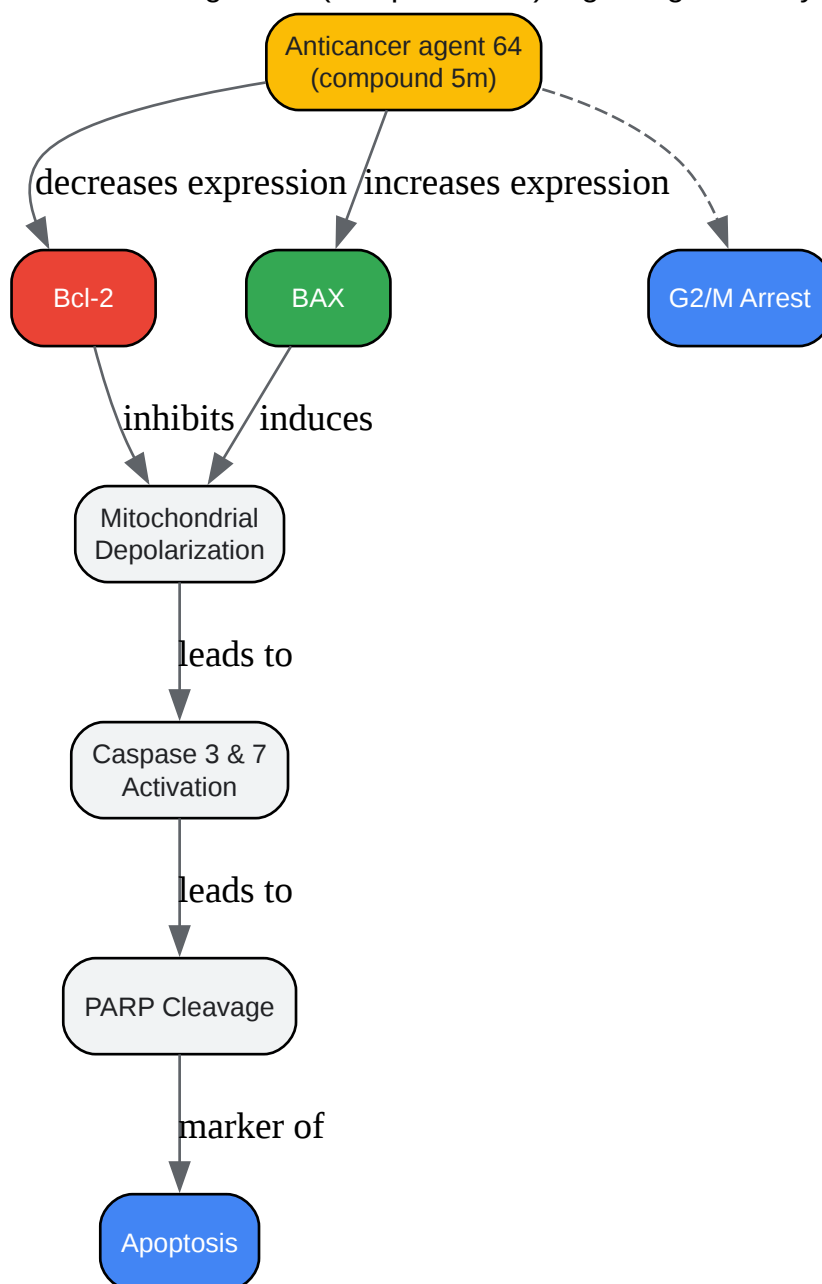 Anticancer agent 64
(compound 5m)
decreases expression
increases expression
Bcl-2
BAX
G2/M Arrest
inhibits
induces
Mitochondrial
Depolarization
leads to
Caspase 3 & 7
Activation
leads to
PARP Cleavage
marker of
Apoptosis